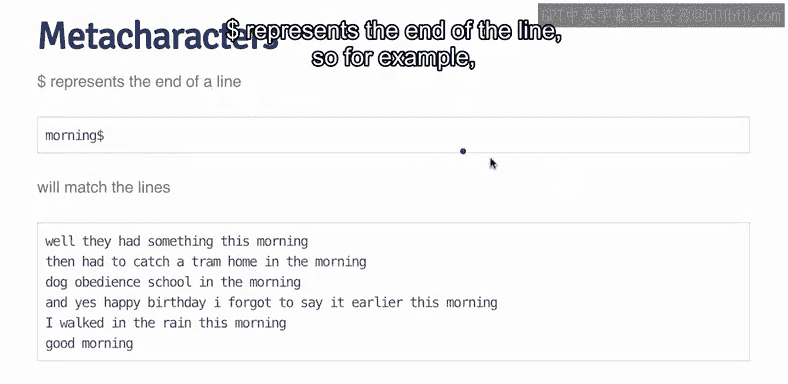 Metacharacters
$ represents the end of the line,
so for example,
$ represents the end of a line
morning$
will match the lines
well they had something this morning
then had to catch a tram home in the morning
dog obedience school in the morning
and yes happy birthday i forgot to say it earlier this morning
I walked in the rain this morning
good morning